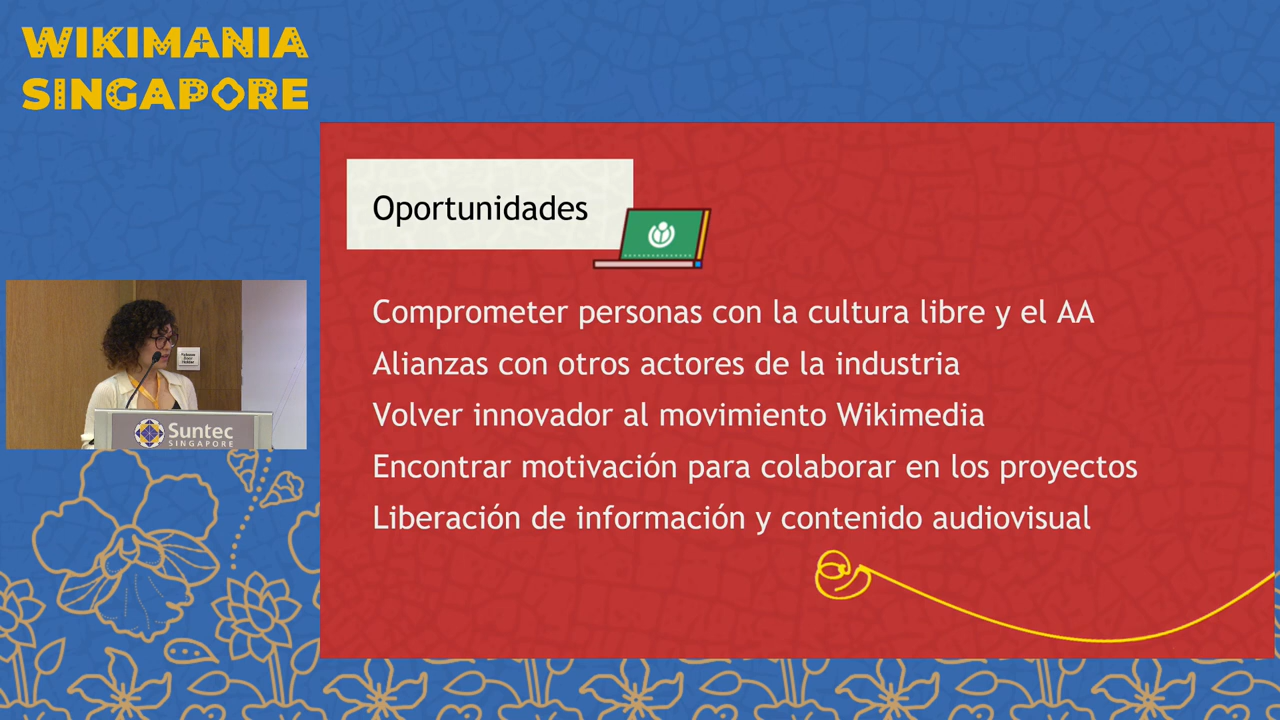 WIKIMANIA
SINGAPORE
Oportunidades
Comprometer personas con la cultura libre y el AA
Alianzas con otros actores de la industria
Volver innovador al movimiento Wikimedia
Encontrar motivación para colaborar en los proyectos
Liberación de información y contenido audiovisual
Suntec
SINGAPORE